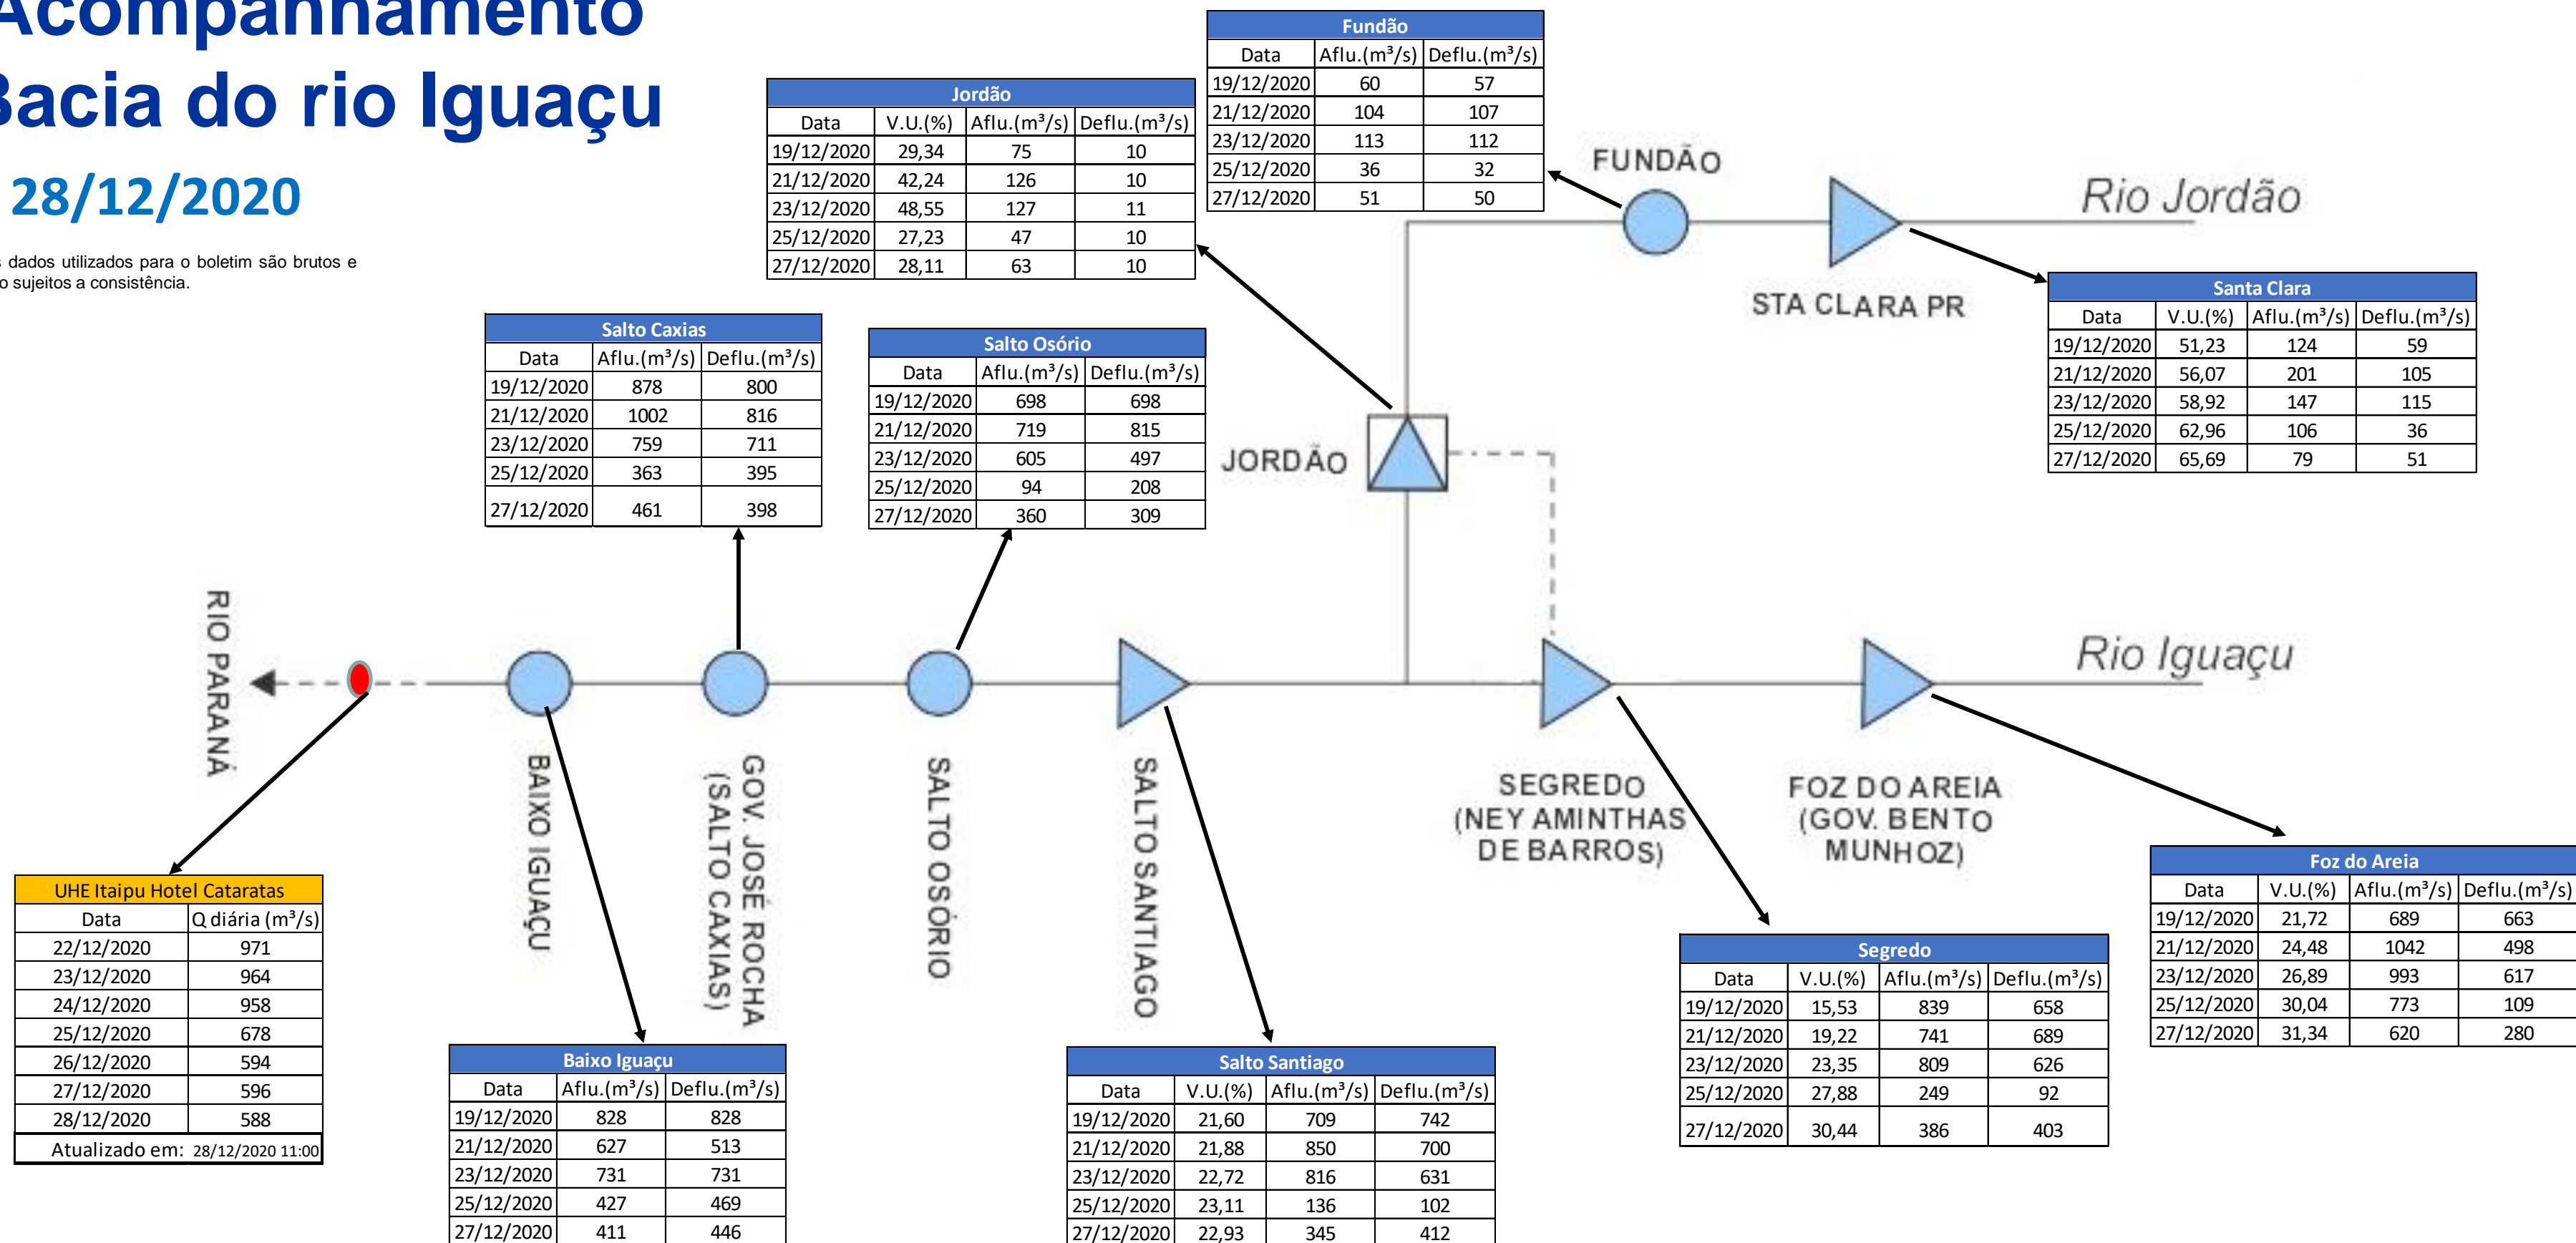 Acompanhamento
Bacia do rio Iguaçu
28/12/2020
dados utilizados para o boletim são brutos e
sujeitos a consistência.
Fundão
Data Aflu.(m³/s) Deflu.(m³/s)
19/12/2020 60 57
21/12/2020 104 107
23/12/2020 113 112
25/12/2020 36 32
27/12/2020 51 50
Jordão
Data V.U.(%) Aflu.(m³/s) Deflu.(m³/s)
19/12/2020 29,34 75 10
21/12/2020 42,24 126 10
23/12/2020 48,55 127 11
25/12/2020 27,23 47 10
27/12/2020 28,11 63 10
FUNDÃO
Rio Jordão
STA CLARA PR
Santa Clara
Data V.U.(%) Aflu.(m³/s) Deflu.(m³/s)
19/12/2020 51,23 124 59
21/12/2020 56,07 201 105
23/12/2020 58,92 147 115
25/12/2020 62,96 106 36
27/12/2020 65,69 79 51
Salto Caxias
Data Aflu.(m³/s) Deflu.(m³/s)
19/12/2020 878 800
21/12/2020 1002 816
23/12/2020 759 711
25/12/2020 363 395
27/12/2020 461 398
Salto Osório
Data Aflu.(m³/s) Deflu.(m³/s)
19/12/2020 698 698
21/12/2020 719 815
23/12/2020 605 497
25/12/2020 94 208
27/12/2020 360 309
JORDÃO
RIO PARANÁ
Rio Iguaçu
BAIXO IGUAÇU
GOV. JOSÉ ROCHA
(SALTO CAXIAS)
SALTO OSÓRIO
SALTO SANTIAGO
SEGREDO
(NEY AMINTHAS
DE BARROS)
FOZ DO AREIA
(GOV. BENTO
MUNHOZ)
UHE Itaipu Hotel Cataratas
Data Q diária (m³/s)
22/12/2020 971
23/12/2020 964
24/12/2020 958
25/12/2020 678
26/12/2020 594
27/12/2020 596
28/12/2020 588
Atualizado em: 28/12/2020 11:00
Baixo Iguaçu
Data Aflu.(m³/s) Deflu.(m³/s)
19/12/2020 828 828
21/12/2020 627 513
23/12/2020 731 731
25/12/2020 427 469
27/12/2020 411 446
Salto Santiago
Data V.U.(%) Aflu.(m³/s) Deflu.(m³/s)
19/12/2020 21,60 709 742
21/12/2020 21,88 850 700
23/12/2020 22,72 816 631
25/12/2020 23,11 136 102
27/12/2020 22,93 345 412
Segredo
Data V.U.(%) Aflu.(m³/s) Deflu.(m³/s)
19/12/2020 15,53 839 658
21/12/2020 19,22 741 689
23/12/2020 23,35 809 626
25/12/2020 27,88 249 92
27/12/2020 30,44 386 403
Foz do Areia
Data V.U.(%) Aflu.(m³/s) Deflu.(m³/s)
19/12/2020 21,72 689 663
21/12/2020 24,48 1042 498
23/12/2020 26,89 993 617
25/12/2020 30,04 773 109
27/12/2020 31,34 620 280